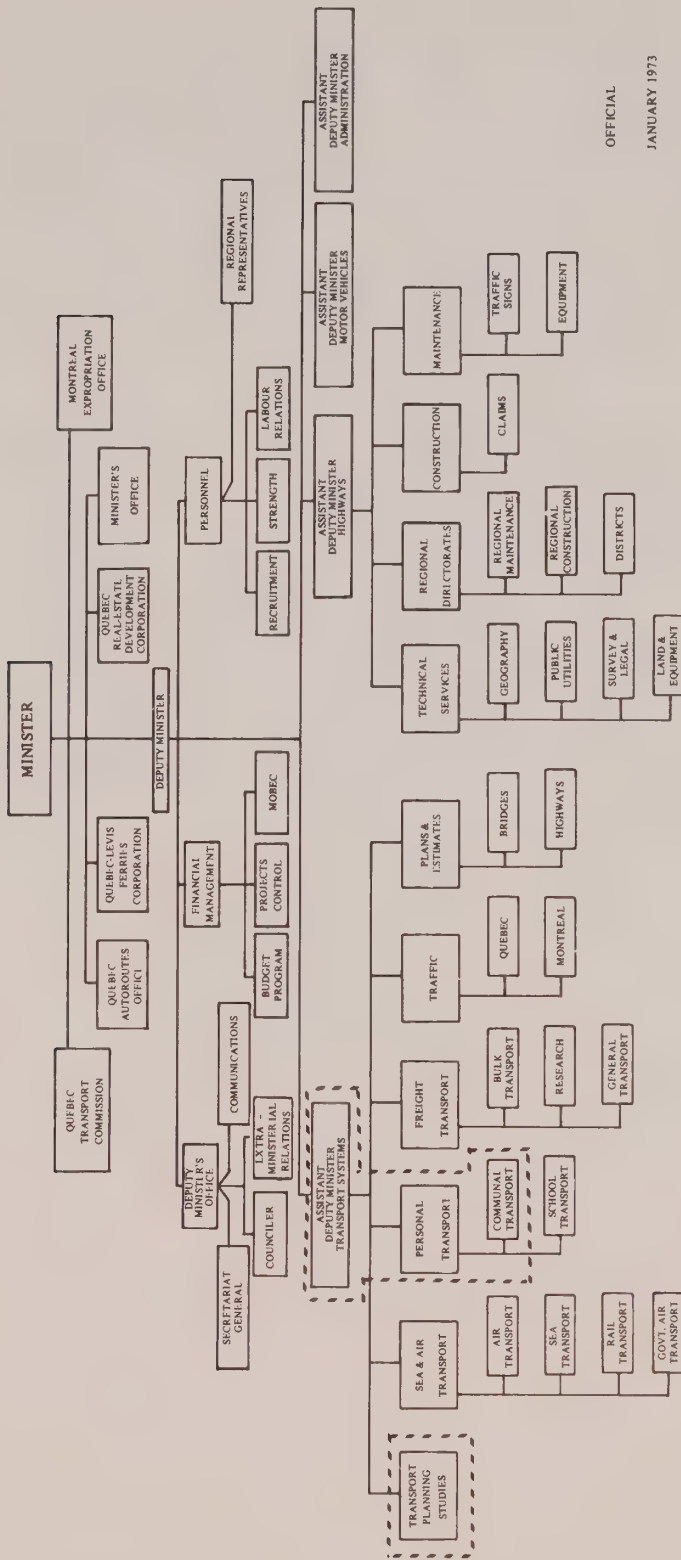 MINISTER
QUEBEC
TRANSPORT
COMMISSION
MONTREAL
EXPROPRIATION
OFFICE
QUEBEC
AUTOROUTES
OFFICI
QUEBEC-LEVIS
FERRIES
CORPORATION
QUEBEC
REAL-ESTATL
DEVELOPMENT
CORPORATION
MINISTER'S
OFFICE
DEPUTY MINISTER
DEPUTY
MINISTER'S
OFFICE
FINANCIAL
MANAGEMENT
PERSONNEL
SECRETARIAT
GENERAL
COMMUNICATIONS
REGIONAL
REPRESENTATIVES
COUNCILER
LXTRA -
MINISTERIAL
RELATIONS
BUDGET
PROGRAM
PROJECTS
CONTROL
MOBEC
RECRUITMENT
STRENGTH
LABOUR
RELATIONS
ASSISTANT
DEPUTY MINISTER
TRANSPORT SYSTEMS
ASSISTANT
DEPUTY MINISTER
HIGHWAYS
ASSISTANT
DEPUTY MINISTER
MOTOR VEHICLES
ASSISTANT
DEPUTY MINISTER
ADMINISTRATION
TRANSPORT
PLANNING
STUDIES
SEA & AIR
TRANSPORT
PERSONAL
TRANSPORT
FREIGHT
TRANSPORT
TRAFFIC
PLANS &
ESTIMATES
TECHNICAL
SERVICES
REGIONAL
DIRICTORATES
CONSTRUCTION
MAINTENANCE
AIR
TRANSPORT
SEA
TRANSPORT
RAIL
TRANSPORT
GOVT. AIR
TRANSPORT
COMMUNAL
TRANSPORT
SCHOOL
TRANSPORT
BULK
TRANSPORT
RESEARCH
GENERAL
TRANSPORT
QUEBEC
MONTREAL
BRIDGES
HIGHWAYS
GEOGRAPHY
PUBLIC
UTILITIES
SURVEY &
LEGAL
LAND &
EQUIPMENT
REGIONAL
MAINTENANCE
REGIONAL
CONSTRUCTION
DISTRICTS
CLAIMS
TRAFFIC
SIGNS
EQUIPMENT
OFFICIAL
JANUARY 1973